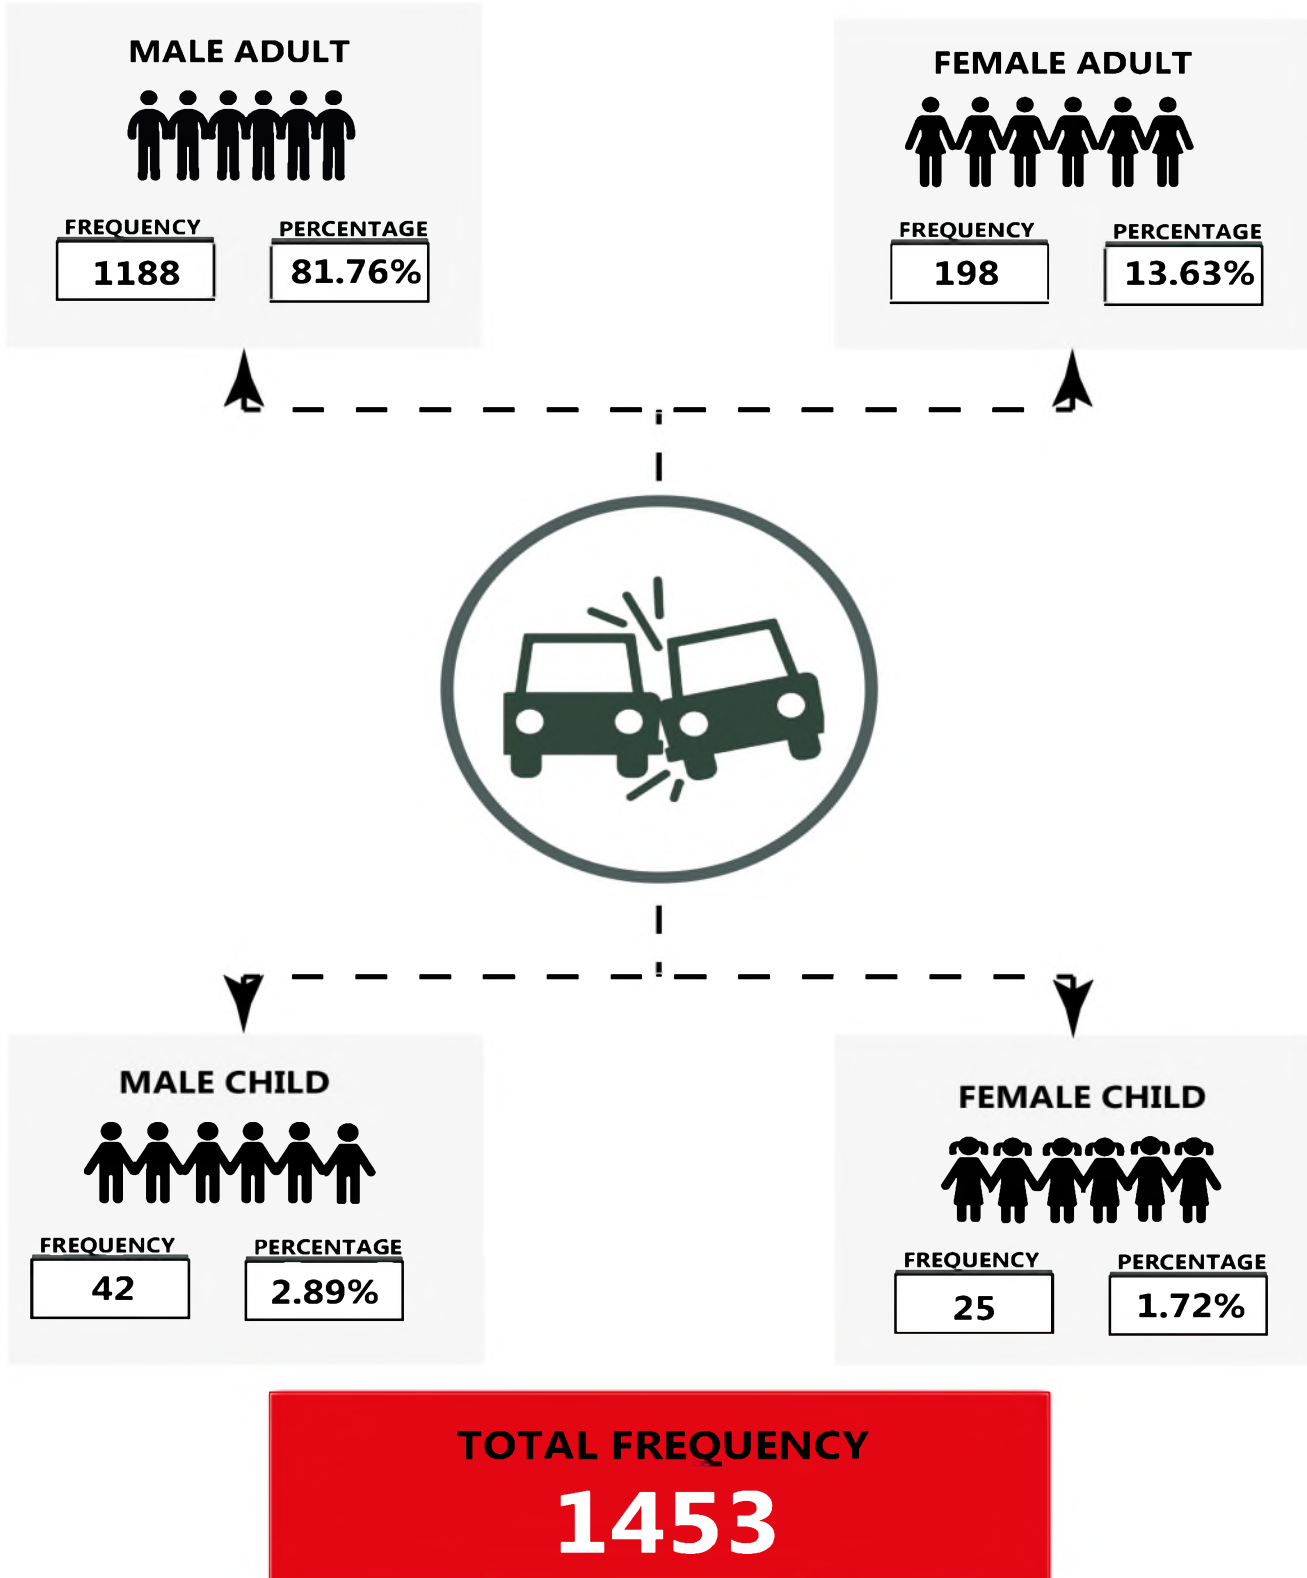 MALE ADULT
FREQUENCY PERCENTAGE
1188 81.76%
FEMALE ADULT
FREQUENCY PERCENTAGE
198 13.63%
MALE CHILD
FREQUENCY PERCENTAGE
42 2.89%
FEMALE CHILD
FREQUENCY PERCENTAGE
25 1.72%
TOTAL FREQUENCY
1453